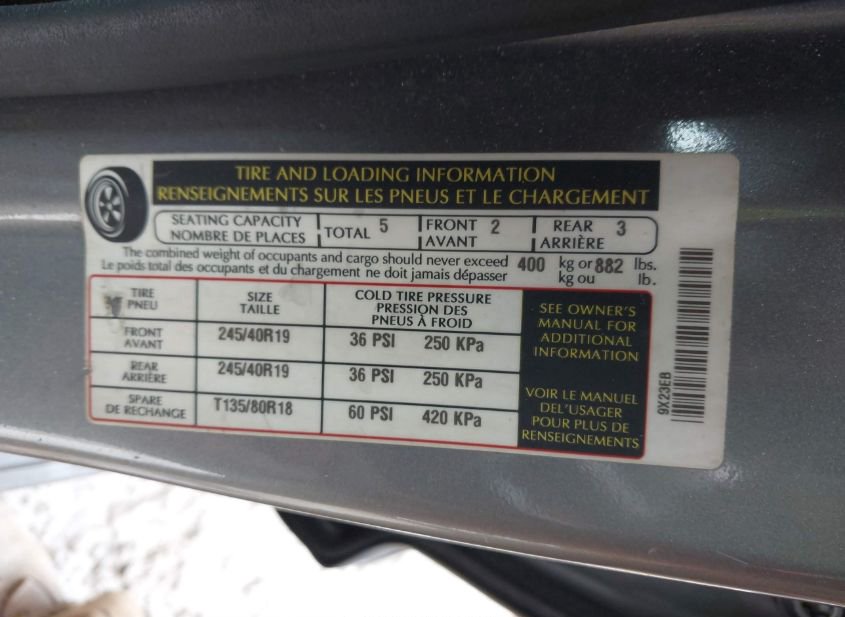 TIRE AND LOADING INFORMATION
RENSEIGNEMENTS SUR LES PNEUS ET LE CHARGEMENT
SEATING CAPACITY
NOMBRE DE PLACES
TOTAL 5
FRONT 2
AVANT
REAR 3
ARRIÈRE
The combined weight of occupants and cargo should never exceed 400 kg or 882 lbs.
Le poids total des occupants et du chargement ne doit jamais dépasser kg ou lb.
TIRE
PNEU
SIZE
TAILLE
COLD TIRE PRESSURE
PRESSION DES
PNEUS À FROID
FRONT
AVANT
245/40R19
36 PSI 250 KPa
REAR
ARRIÈRE
245/40R19
36 PSI 250 KPa
SPARE
DE RECHANGE
T135/80R18
60 PSI 420 KPa
SEE OWNER'S
MANUAL FOR
ADDITIONAL
INFORMATION
VOIR LE MANUEL
DEL'USAGER
POUR PLUS DE
RENSEIGNEMENTS
9X23EB